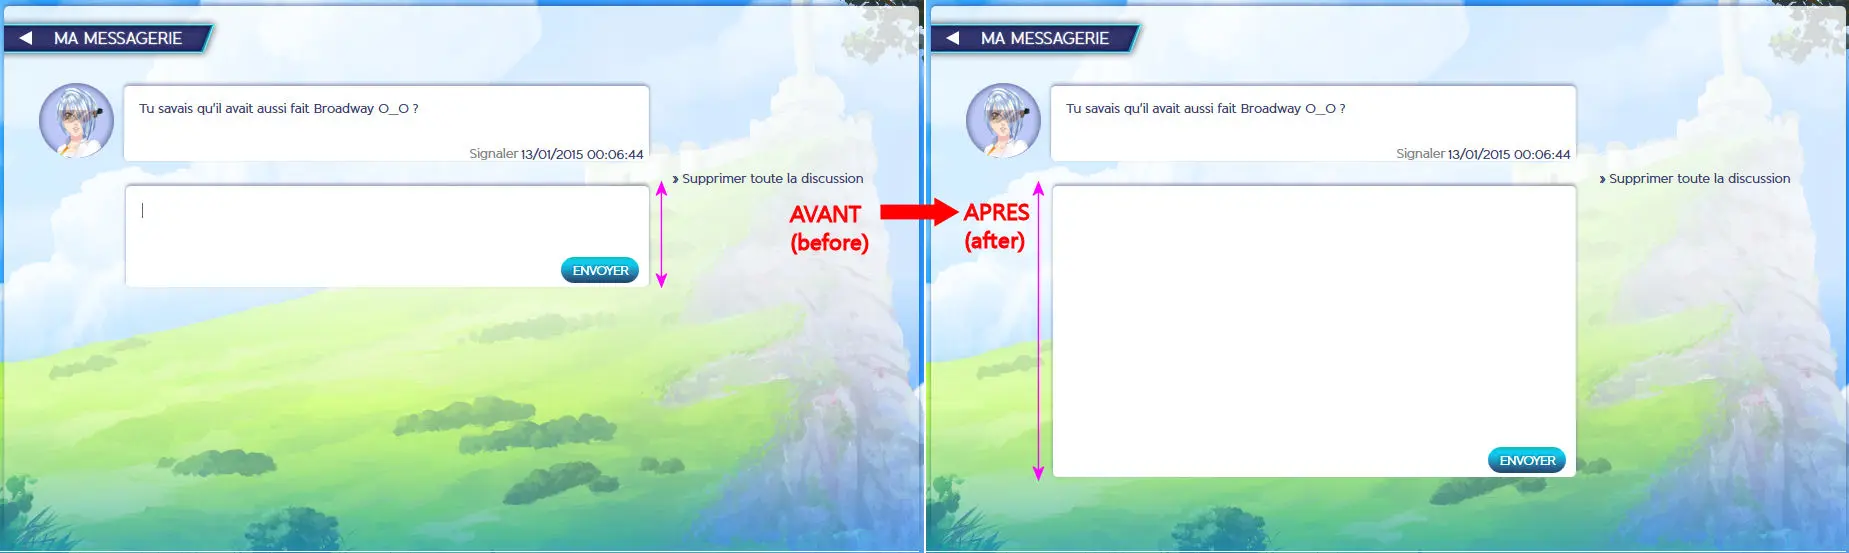 MA MESSAGERIE
Tu savais qu'il avait aussi fait Broadway O_O ?
Signaler 13/01/2015 00:06:44
» Supprimer toute la discussion
ENVOYER
AVANT
(before)
MA MESSAGERIE
Tu savais qu'il avait aussi fait Broadway O_O ?
Signaler 13/01/2015 00:06:44
» Supprimer toute la discussion
APRES
(after)
ENVOYER